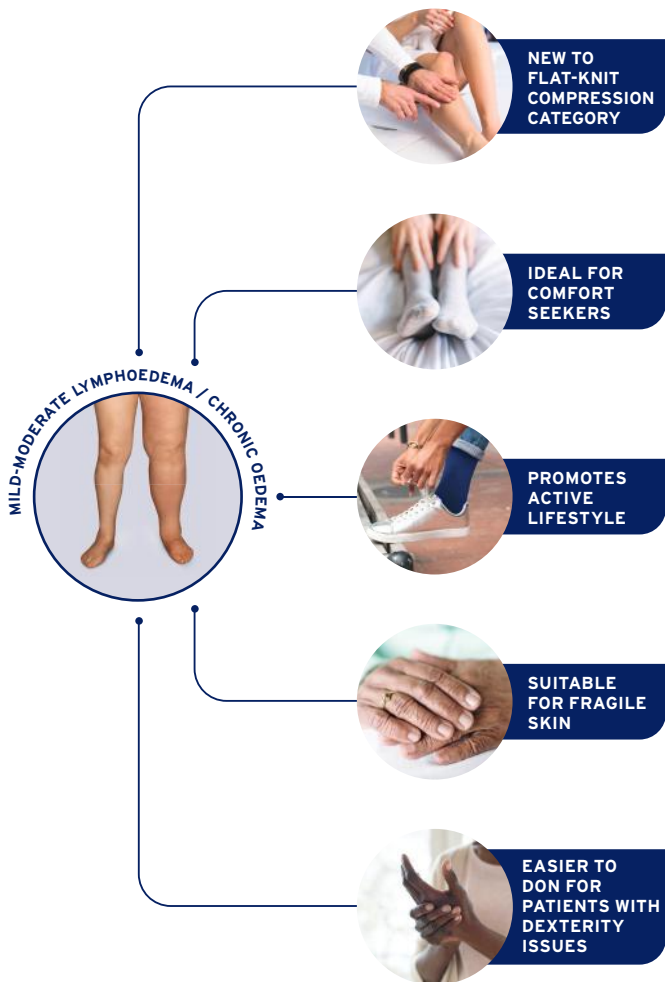 NEW TO
FLAT-KNIT
COMPRESSION
CATEGORY
IDEAL FOR
COMFORT
SEEKERS
MILD-MODERATE LYMPHOEDEMA / CHRONIC OEDEMA
PROMOTES
ACTIVE
LIFESTYLE
SUITABLE
FOR FRAGILE
SKIN
EASIER TO
DON FOR
PATIENTS WITH
DEXTERITY
ISSUES